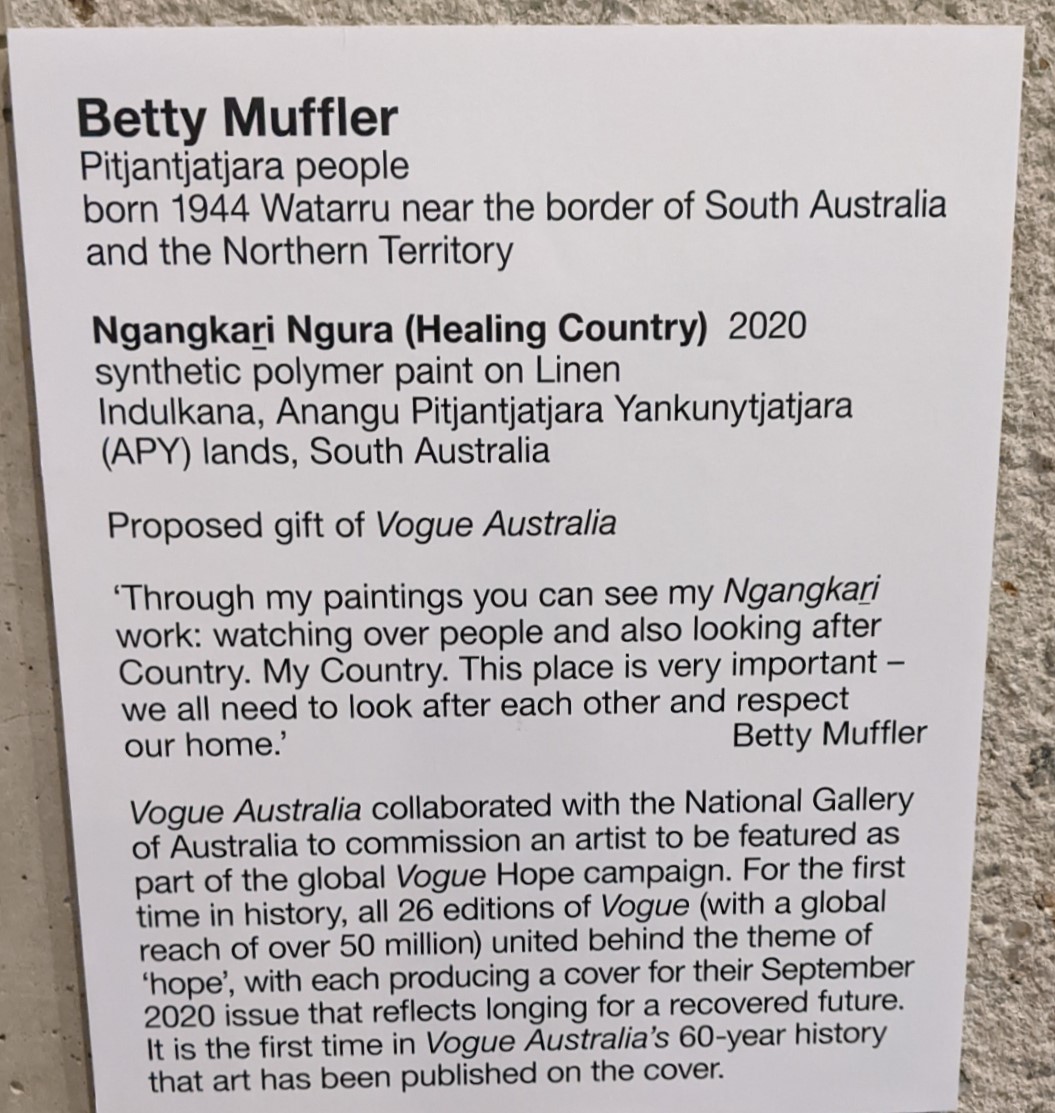 Betty Muffler
Pitjantjatjara people
born 1944 Watarru near the border of South Australia
and the Northern Territory
Ngangkaṟi Ngura (Healing Country) 2020
synthetic polymer paint on Linen
Indulkana, Anangu Pitjantjatjara Yankunytjatjara
(APY) lands, South Australia
Proposed gift of Vogue Australia
‘Through my paintings you can see my Ngangkaṟi
work: watching over people and also looking after
Country. My Country. This place is very important –
we all need to look after each other and respect
our home.’ Betty Muffler
Vogue Australia collaborated with the National Gallery
of Australia to commission an artist to be featured as
part of the global Vogue Hope campaign. For the first
time in history, all 26 editions of Vogue (with a global
reach of over 50 million) united behind the theme of
‘hope’, with each producing a cover for their September
2020 issue that reflects longing for a recovered future.
It is the first time in Vogue Australia’s 60-year history
that art has been published on the cover.